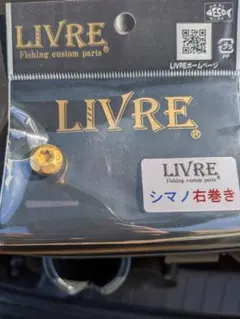 LIVRE®
Fishing custom parts
LIVREホームページ
PP
LIVRE®
LIVRE
Fishing custom parts
シマノ右巻き